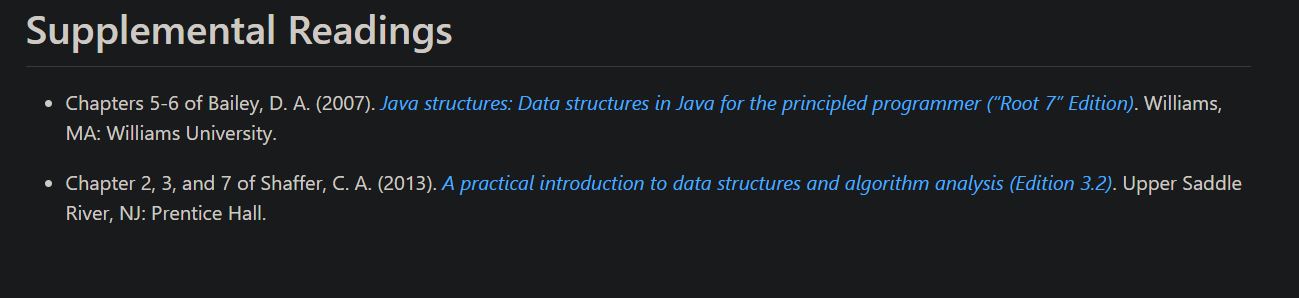 Supplemental Readings
• Chapters 5-6 of Bailey, D. A. (2007). Java structures: Data structures in Java for the principled programmer (“Root 7” Edition). Williams,
MA: Williams University.
• Chapter 2, 3, and 7 of Shaffer, C. A. (2013). A practical introduction to data structures and algorithm analysis (Edition 3.2). Upper Saddle
River, NJ: Prentice Hall.